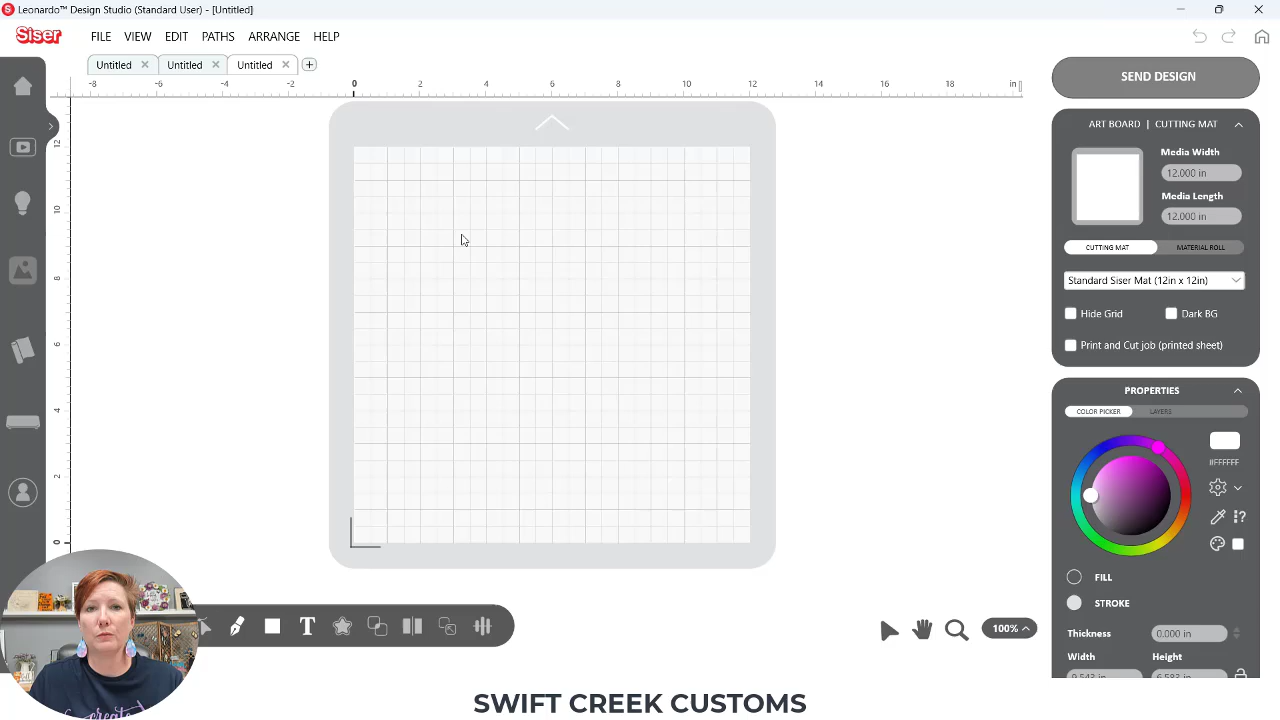 Leonardo™ Design Studio (Standard User) - [Untitled]
Siser FILE VIEW EDIT PATHS ARRANGE HELP
Untitled Untitled Untitled
-8 -6 -4 -2 0 2 4 6 8 10 12 14 16 18 in
12
10
8
6
4
2
0
SEND DESIGN
ART BOARD | CUTTING MAT
Media Width
12.000 in
Media Length
12.000 in
CUTTING MAT MATERIAL ROLL
Standard Siser Mat (12in x 12in)
Hide Grid Dark BG
Print and Cut job (printed sheet)
PROPERTIES
COLOR PICKER LAYERS
#FFFFFF
FILL
STROKE
Thickness 0.000 in
Width Height
100%
SWIFT CREEK CUSTOMS